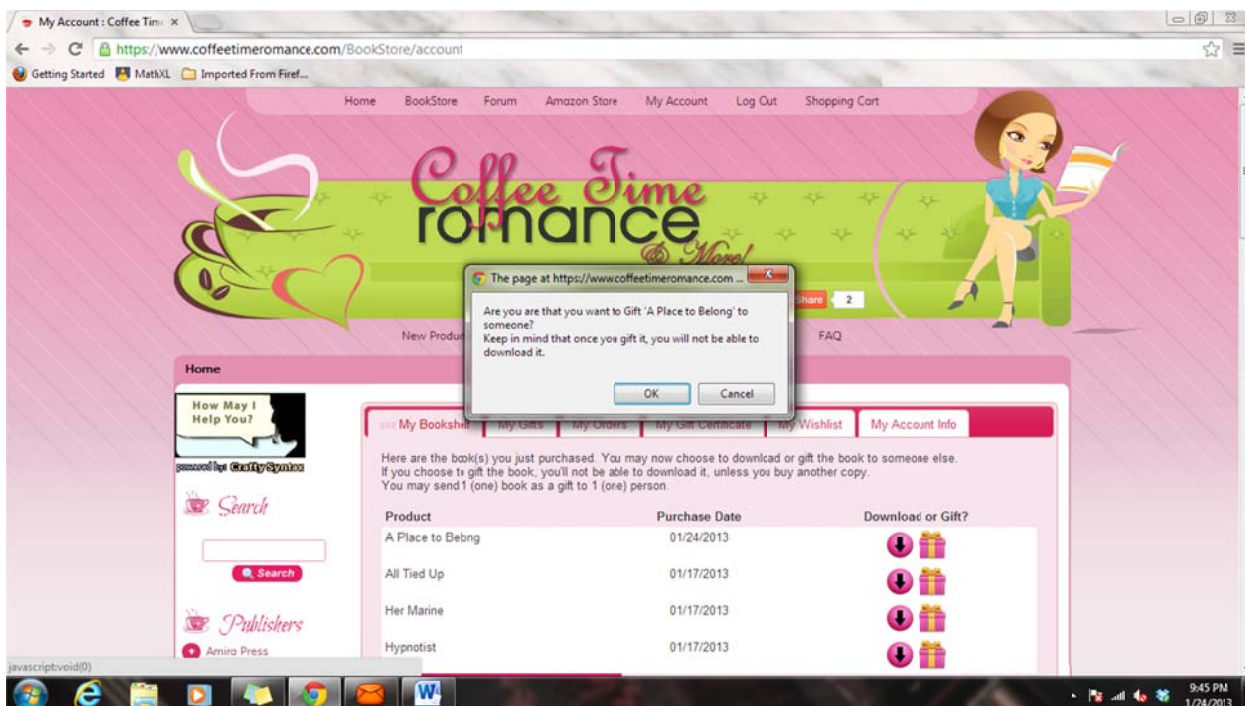 My Account : Coffee Time
https://www.coffeetimeromance.com/BookStore/account
Getting Started MathXL Imported From Firef...
Home BookStore Forum Amazon Store My Account Log Out Shopping Cart
Coffee Time
romance
& More!
The page at https://www.coffeetimeromance.com ...
Are you are that you want to Gift 'A Place to Belong' to
someone?
Keep in mind that once you gift it, you will not be able to
download it.
OK Cancel
Share 2
New Produ FAQ
Home
How May I
Help You?
powered by: Crafty Syntax
My Bookshelf My Gifts My Orders My Gift Certificate My Wishlist My Account Info
Here are the book(s) you just purchased. You may now choose to download or gift the book to someone else.
If you choose to gift the book, you'll not be able to download it, unless you buy another copy.
You may send 1 (one) book as a gift to 1 (one) person.
Search
Search
Product Purchase Date Download or Gift?
A Place to Belong 01/24/2013
All Tied Up 01/17/2013
Her Marine 01/17/2013
Hypnotist 01/17/2013
Publishers
Amira Press
javascript:void(0)
9:45 PM
1/24/2013